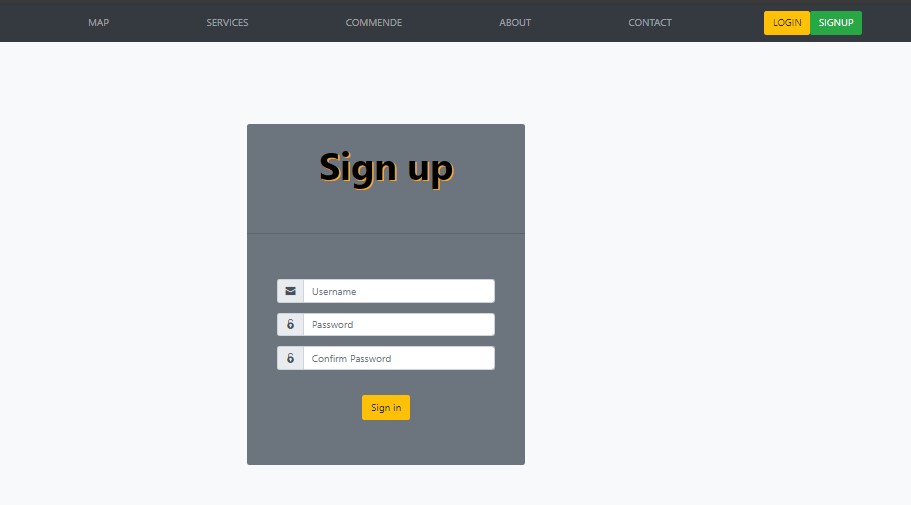 MAP SERVICES COMMENDE ABOUT CONTACT LOGIN SIGNUP
Sign up
Username
Password
Confirm Password
Sign in